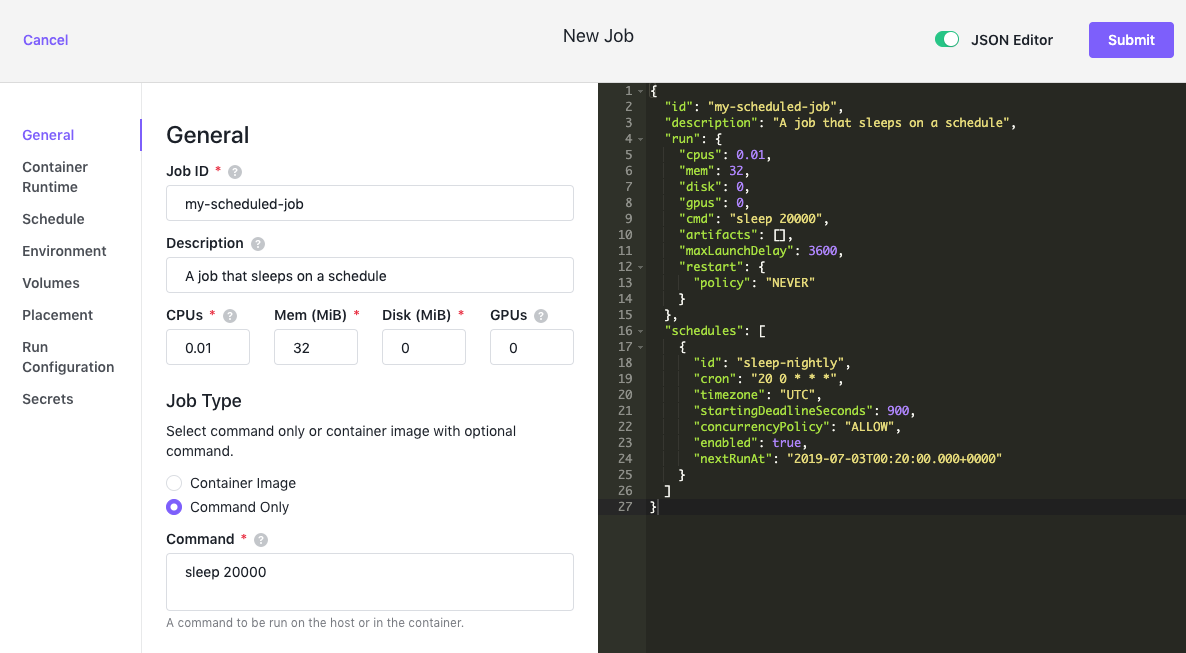 Cancel
New Job
JSON Editor
Submit
General
Container
Runtime
Schedule
Environment
Volumes
Placement
Run
Configuration
Secrets
General
Job ID * ?
my-scheduled-job
Description ?
A job that sleeps on a schedule
CPUs * ? Mem (MiB) * Disk (MiB) * GPUs ?
0.01 32 0 0
Job Type
Select command only or container image with optional
command.
Container Image
Command Only
Command * ?
sleep 20000
A command to be run on the host or in the container.
1 {
2 "id": "my-scheduled-job",
3 "description": "A job that sleeps on a schedule",
4 "run": {
5 "cpus": 0.01,
6 "mem": 32,
7 "disk": 0,
8 "gpus": 0,
9 "cmd": "sleep 20000",
10 "artifacts": [],
11 "maxLaunchDelay": 3600,
12 "restart": {
13 "policy": "NEVER"
14 }
15 },
16 "schedules": [
17 {
18 "id": "sleep-nightly",
19 "cron": "20 0 * * *",
20 "timezone": "UTC",
21 "startingDeadlineSeconds": 900,
22 "concurrencyPolicy": "ALLOW",
23 "enabled": true,
24 "nextRunAt": "2019-07-03T00:20:00.000+0000"
25 }
26 ]
27 }